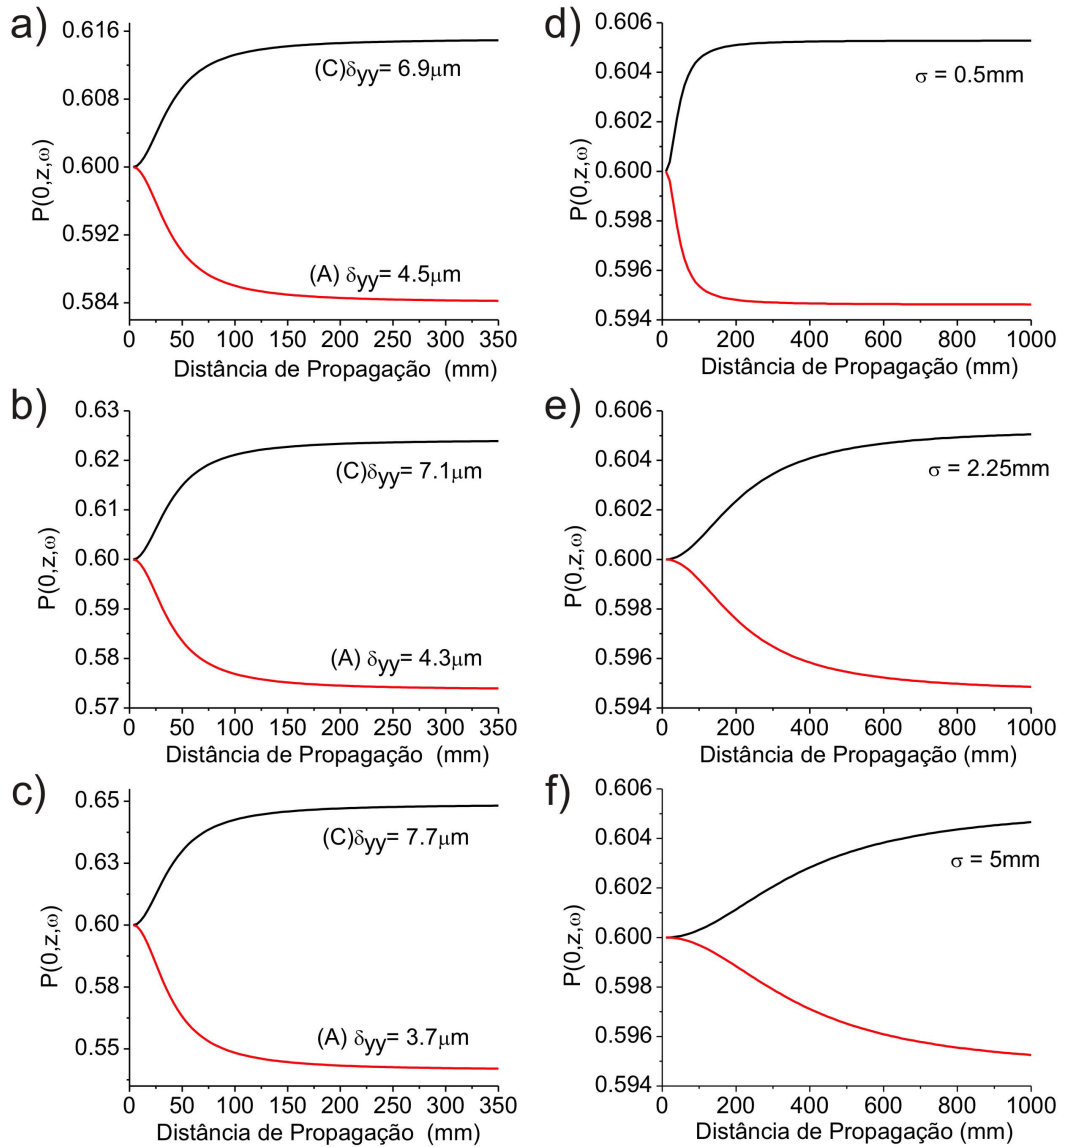 a)
0.616
0.608
0.600
0.592
0.584
P(0,z,ω)
(C)δyy= 6.9μm
(A) δyy= 4.5μm
0 50 100 150 200 250 300 350
Distância de Propagação (mm)
b)
0.63
0.62
0.61
0.60
0.59
0.58
0.57
P(0,z,ω)
(C)δyy= 7.1μm
(A) δyy= 4.3μm
0 50 100 150 200 250 300 350
Distância de Propagação (mm)
c)
0.65
0.63
0.60
0.58
0.55
P(0,z,ω)
(C)δyy= 7.7μm
(A) δyy= 3.7μm
0 50 100 150 200 250 300 350
Distância de Propagação (mm)
d)
0.606
0.604
0.602
0.600
0.598
0.596
0.594
P(0,z,ω)
σ = 0.5mm
0 200 400 600 800 1000
Distância de Propagação (mm)
e)
0.606
0.604
0.602
0.600
0.598
0.596
0.594
P(0,z,ω)
σ = 2.25mm
0 200 400 600 800 1000
Distância de Propagação (mm)
f)
0.606
0.604
0.602
0.600
0.598
0.596
0.594
P(0,z,ω)
σ = 5mm
0 200 400 600 800 1000
Distância de Propagação (mm)